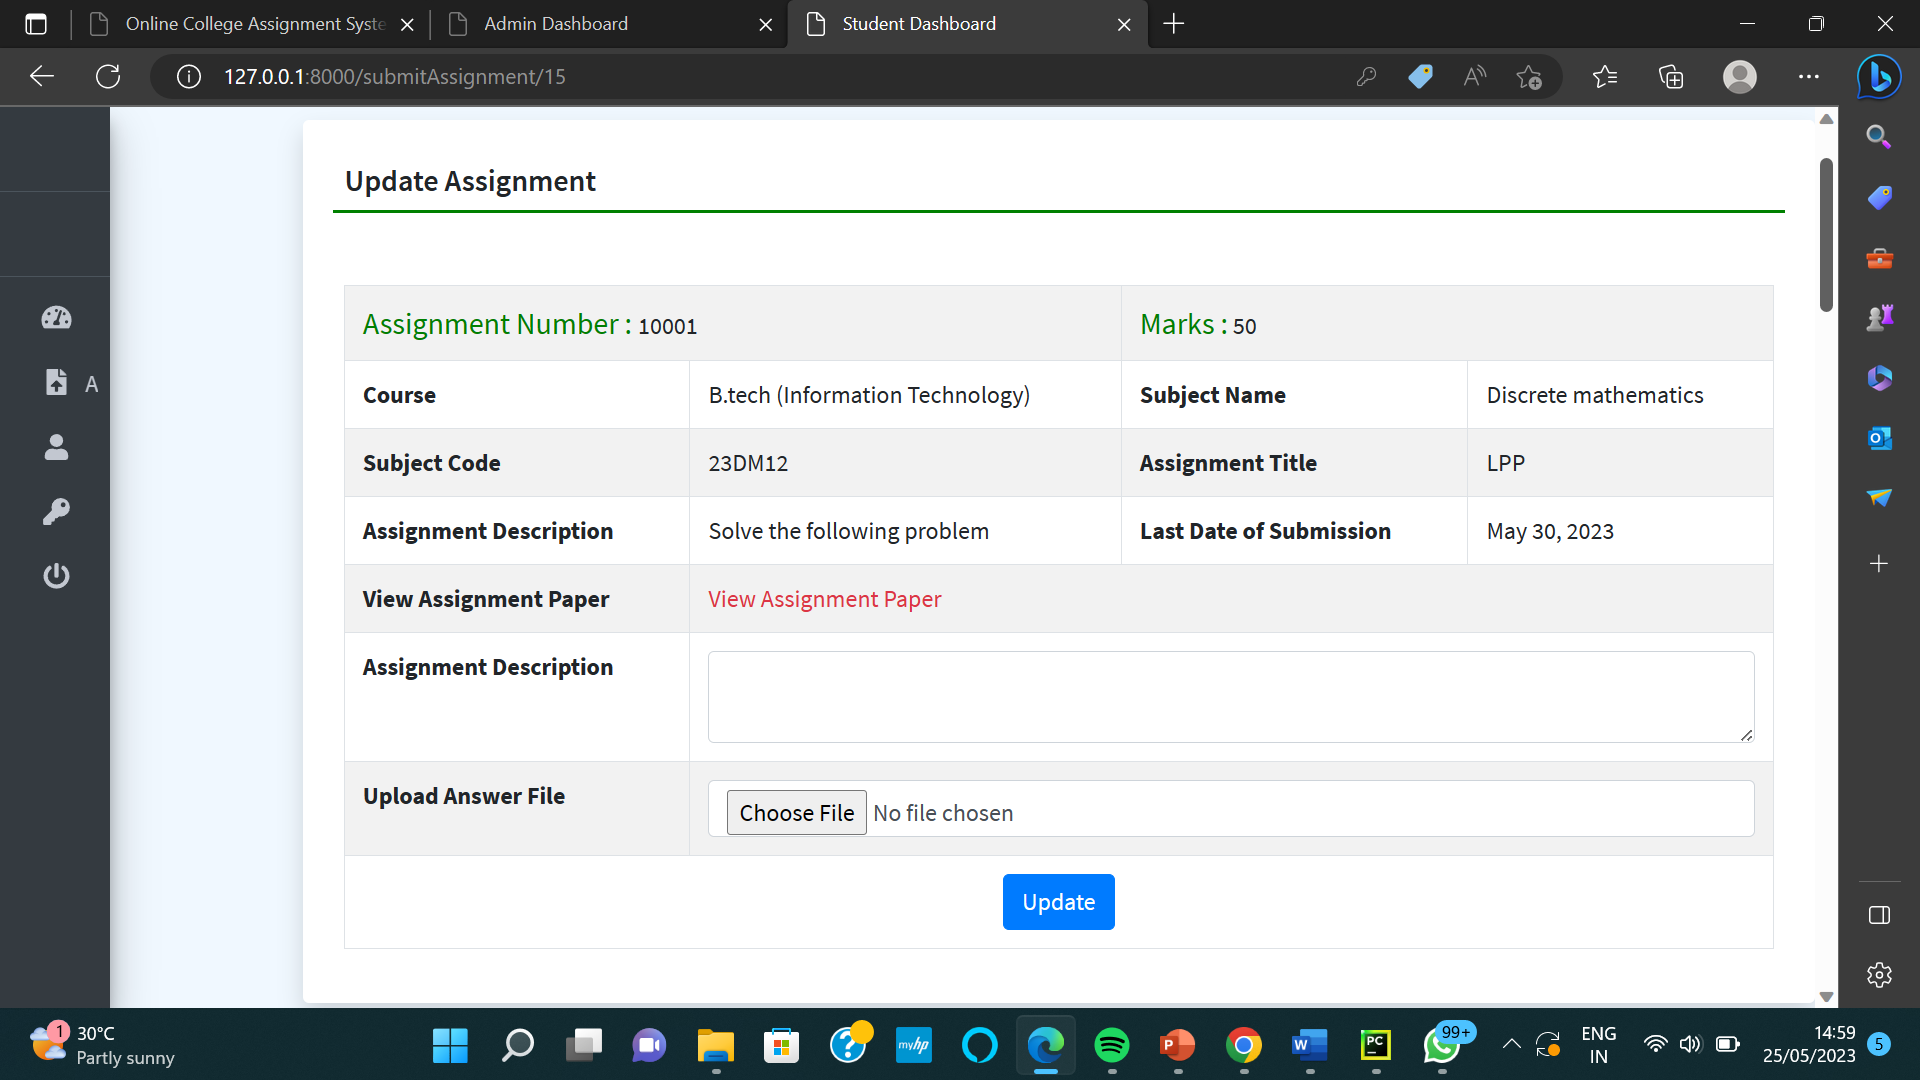 Online College Assignment Syste
Admin Dashboard
Student Dashboard
127.0.0.1:8000/submitAssignment/15
Update Assignment
Assignment Number : 10001
Marks : 50
Course
B.tech (Information Technology)
Subject Name
Discrete mathematics
Subject Code
23DM12
Assignment Title
LPP
Assignment Description
Solve the following problem
Last Date of Submission
May 30, 2023
View Assignment Paper
View Assignment Paper
Assignment Description
Upload Answer File
Choose File No file chosen
Update
A
1
30°C
Partly sunny
myhp
P
W
PC
99+
ENG
IN
14:59
25/05/2023
5